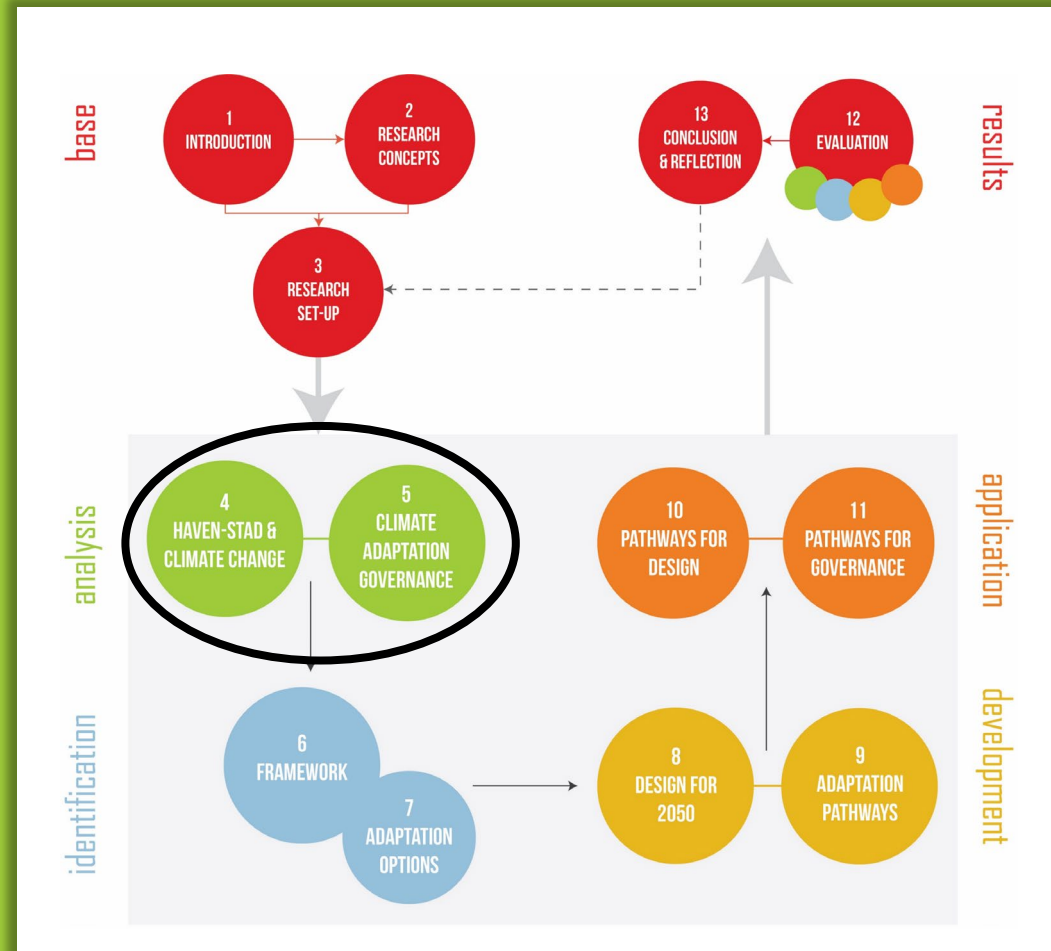 base
1
INTRODUCTION
2
RESEARCH
CONCEPTS
3
RESEARCH
SET-UP
13
CONCLUSION
& REFLECTION
12
EVALUATION
results
analysis
4
HAVEN-STAD &
CLIMATE CHANGE
5
CLIMATE
ADAPTATION
GOVERNANCE
10
PATHWAYS FOR
DESIGN
11
PATHWAYS FOR
GOVERNANCE
application
identification
6
FRAMEWORK
7
ADAPTATION
OPTIONS
8
DESIGN FOR
2050
9
ADAPTATION
PATHWAYS
development